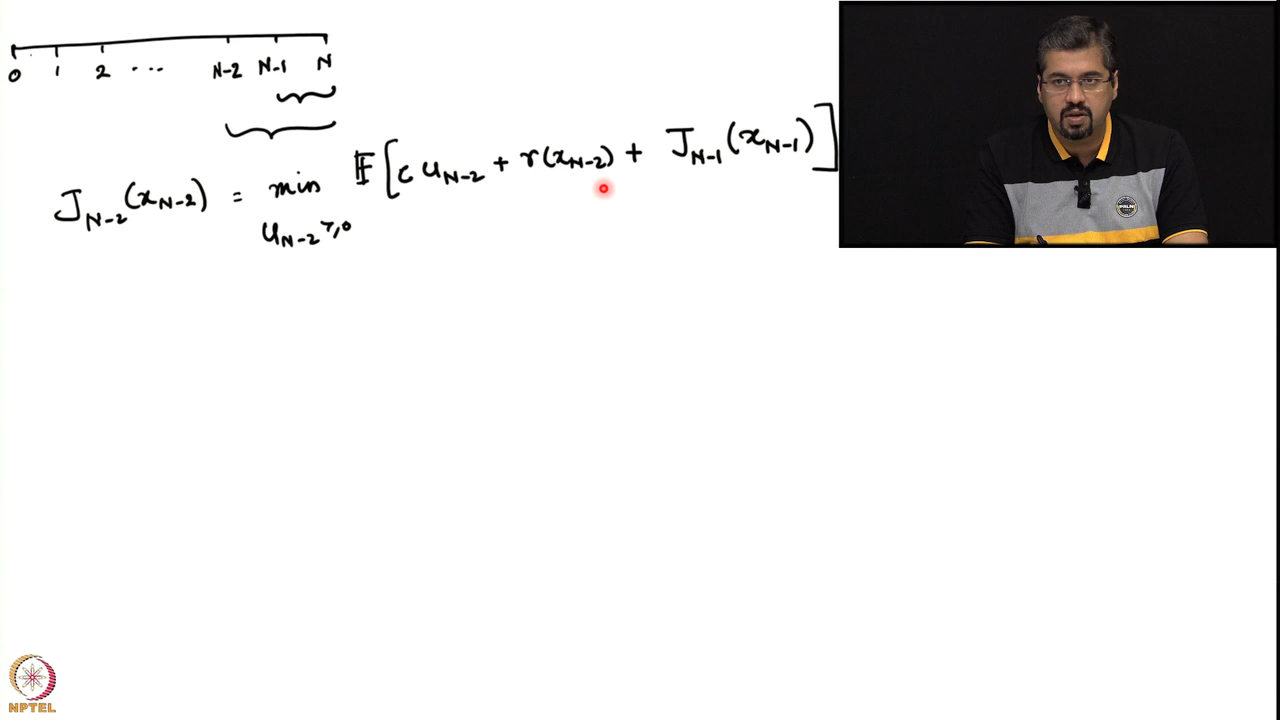 0 1 2 ... N-2 N-1 N
J_{N-2}(x_{N-2}) = min_{u_{N-2} ≥ 0} 𝔼[c u_{N-2} + r(x_{N-2}) + J_{N-1}(x_{N-1})]
NPTEL